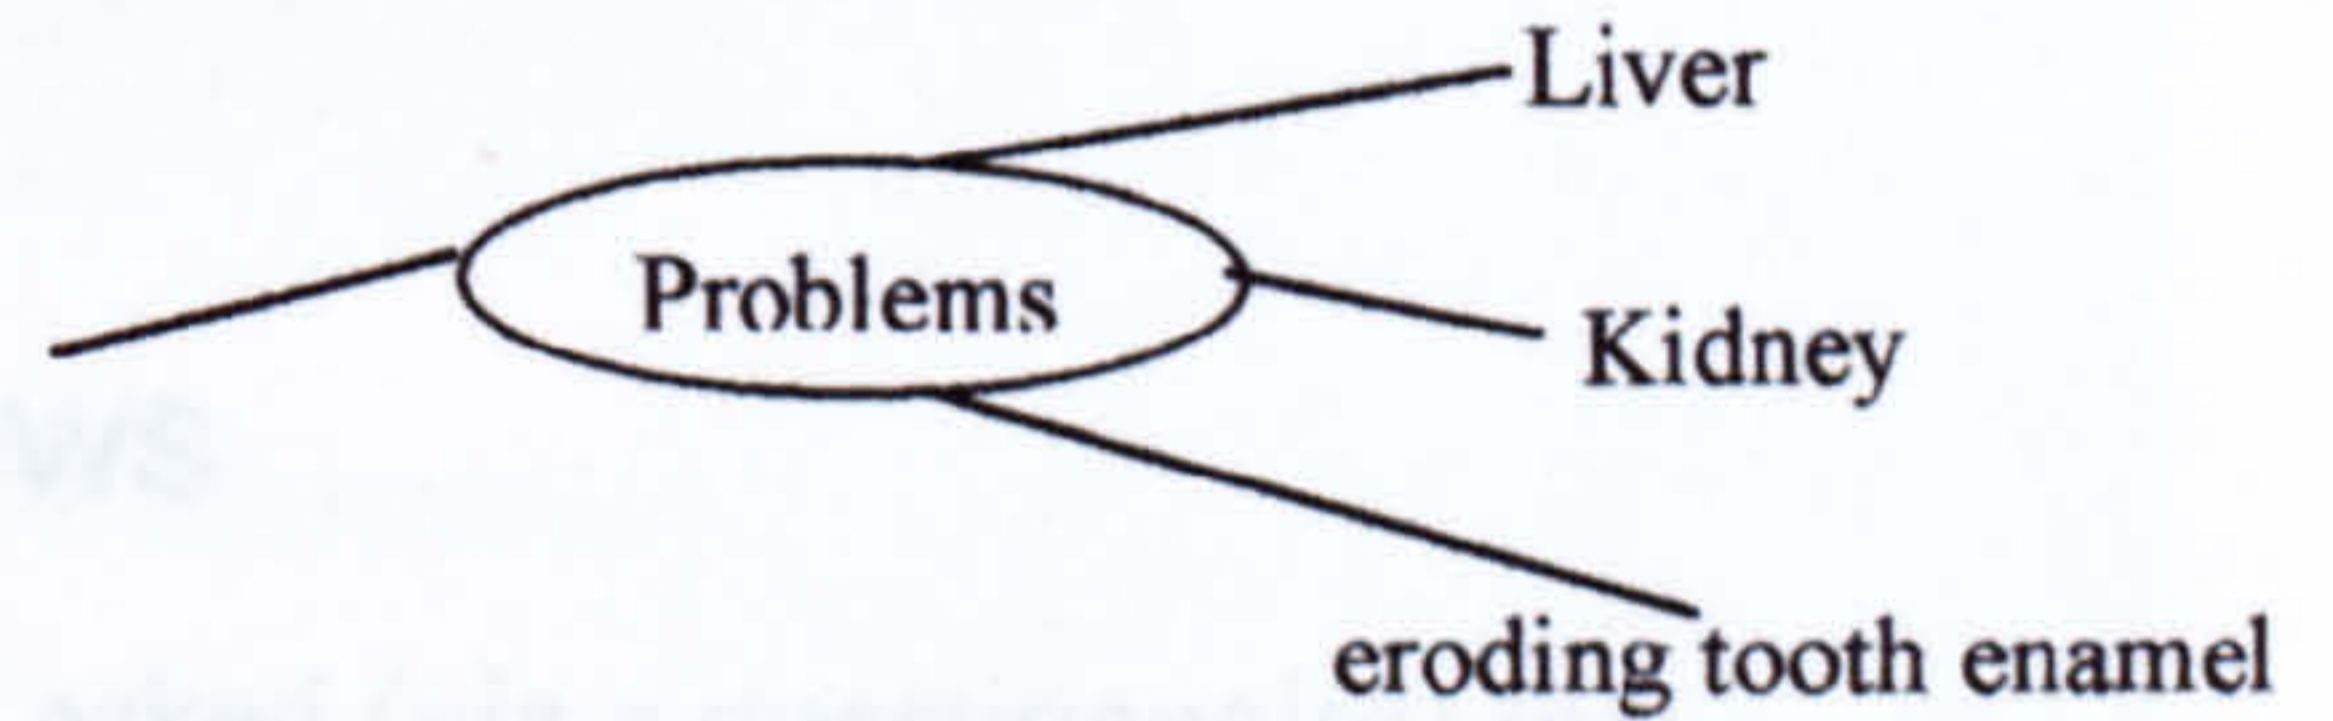 Liver
Problems
Kidney
eroding tooth enamel